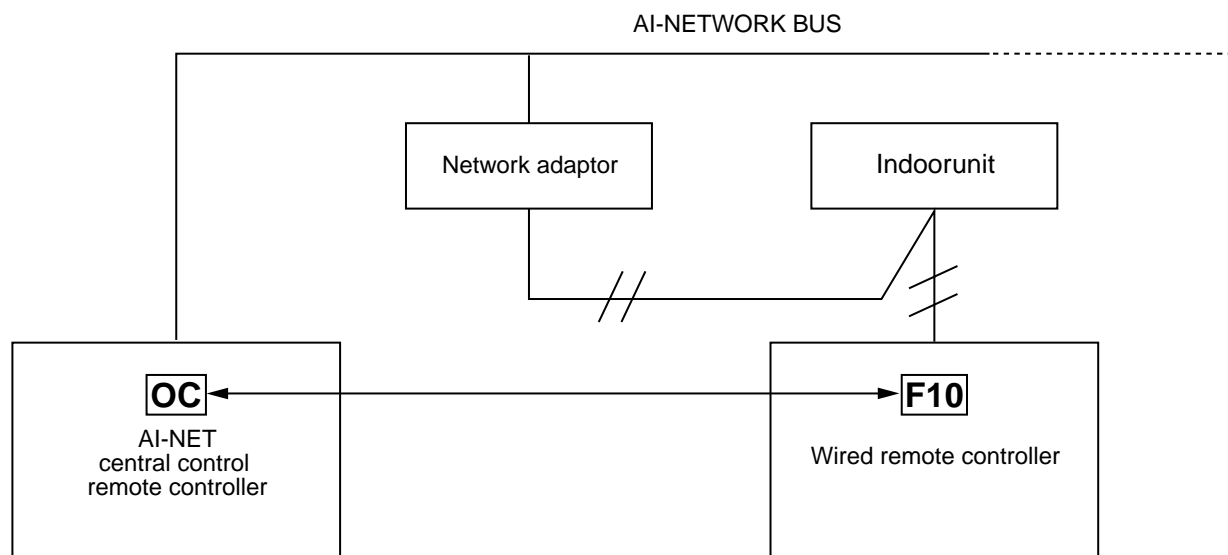 AI-NETWORK BUS
Network adaptor
Indoorunit
OC
F10
AI-NET
central control
remote controller
Wired remote controller